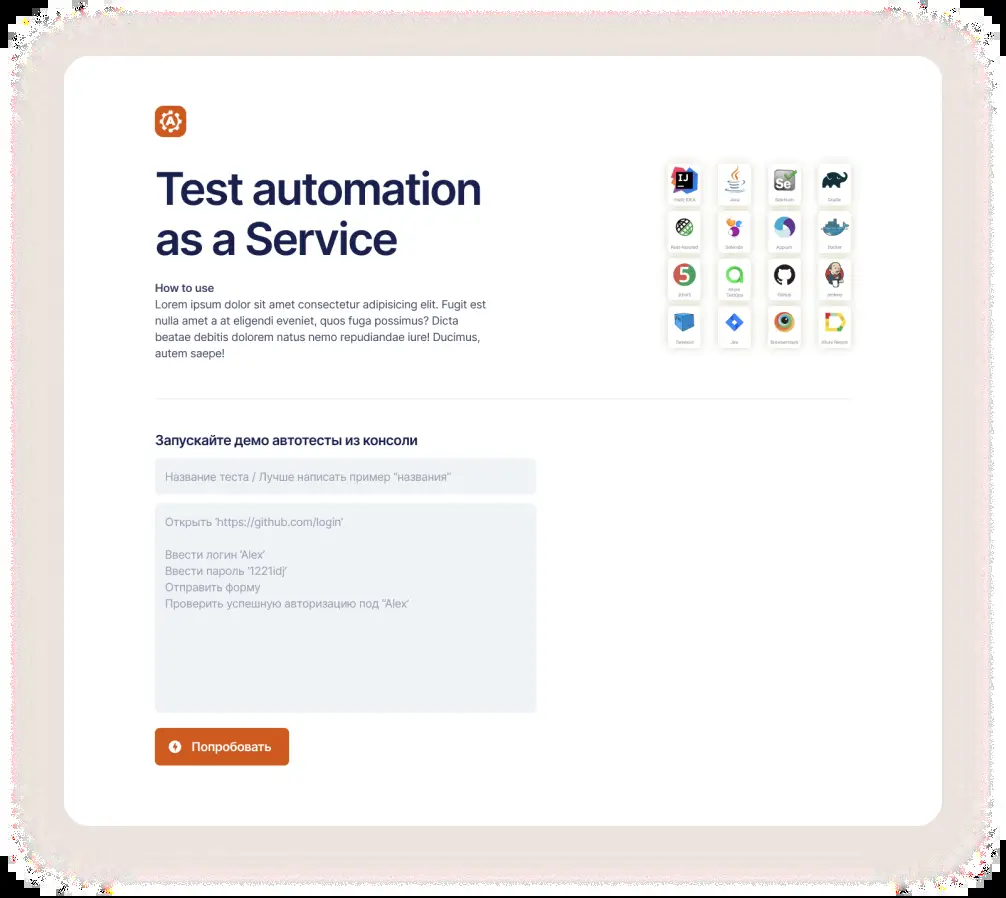 Test automation
as a Service
How to use
Lorem ipsum dolor sit amet consectetur adipisicing elit. Fugit est
nulla amet a at eligendi eveniet, quos fuga possimus? Dicta
beatae debitis dolorem natus nemo repudiandae iure! Ducimus,
autem saepe!
IJ
Java
Se
Selenium
Gradle
Rest-Assured
Selenide
Appium
Docker
5
JUnit5
Allure
TestOps
GitHub
Jenkins
Selenoid
Jira
Browserstack
Allure Report
Запускайте демо автотесты из консоли
Название теста / Лучше написать пример "названия"
Открыть 'https://github.com/login'
Ввести логин 'Alex'
Ввести пароль '1221idj'
Отправить форму
Проверить успешную авторизацию под "Alex'
Попробовать